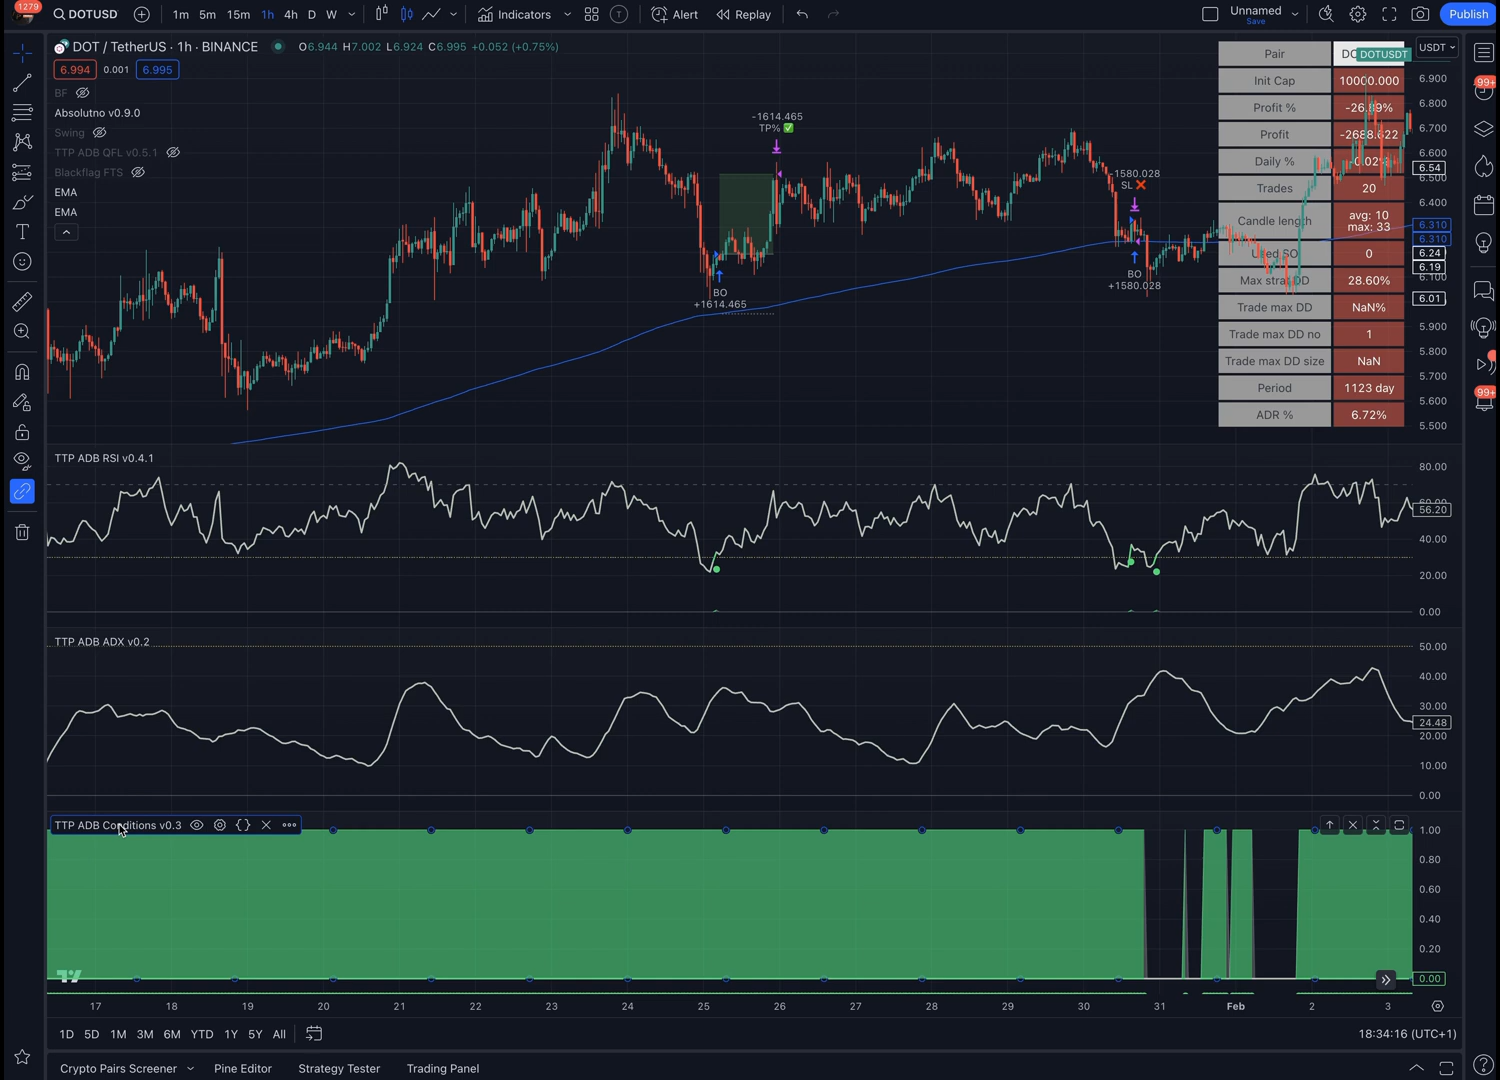 1279
DOTUSD
1m 5m 15m 1h 4h D W
Indicators
T
Alert
Replay
Unnamed
Save
Publish
DOT / TetherUS · 1h · BINANCE
O6.944 H7.002 L6.924 C6.995 +0.052 (+0.75%)
6.994 0.001 6.995
BF
Absolutno v0.9.0
Swing
TTP ADB QFL v0.5.1
Blackflag FTS
EMA
EMA
-1614.465
TP% ✅
BO
+1614.465
-1580.028
SL ❌
BO
+1580.028
Pair DOTUSDT
Init Cap 10000.000
Profit %
Profit
Daily % -0.02%
Trades 20
Candle length avg: 10
max: 33
Used SO 0
Max strat DD 28.60%
Trade max DD NaN%
Trade max DD no 1
Trade max DD size NaN
Period 1123 day
ADR % 6.72%
USDT
6.900
6.800
6.700
6.600
6.54
6.500
6.400
6.310
6.310
6.24
6.19
6.100
6.01
5.900
5.800
5.700
5.600
5.500
99+
99+
TTP ADB RSI v0.4.1
80.00
60.00
56.20
40.00
20.00
0.00
TTP ADB ADX v0.2
50.00
40.00
30.00
24.48
20.00
10.00
0.00
TTP ADB Conditions v0.3
1.00
0.80
0.60
0.40
0.20
0.00
17 18 19 20 21 22 23 24 25 26 27 28 29 30 31 Feb 2 3
1D 5D 1M 3M 6M YTD 1Y 5Y All
18:34:16 (UTC+1)
Crypto Pairs Screener Pine Editor Strategy Tester Trading Panel